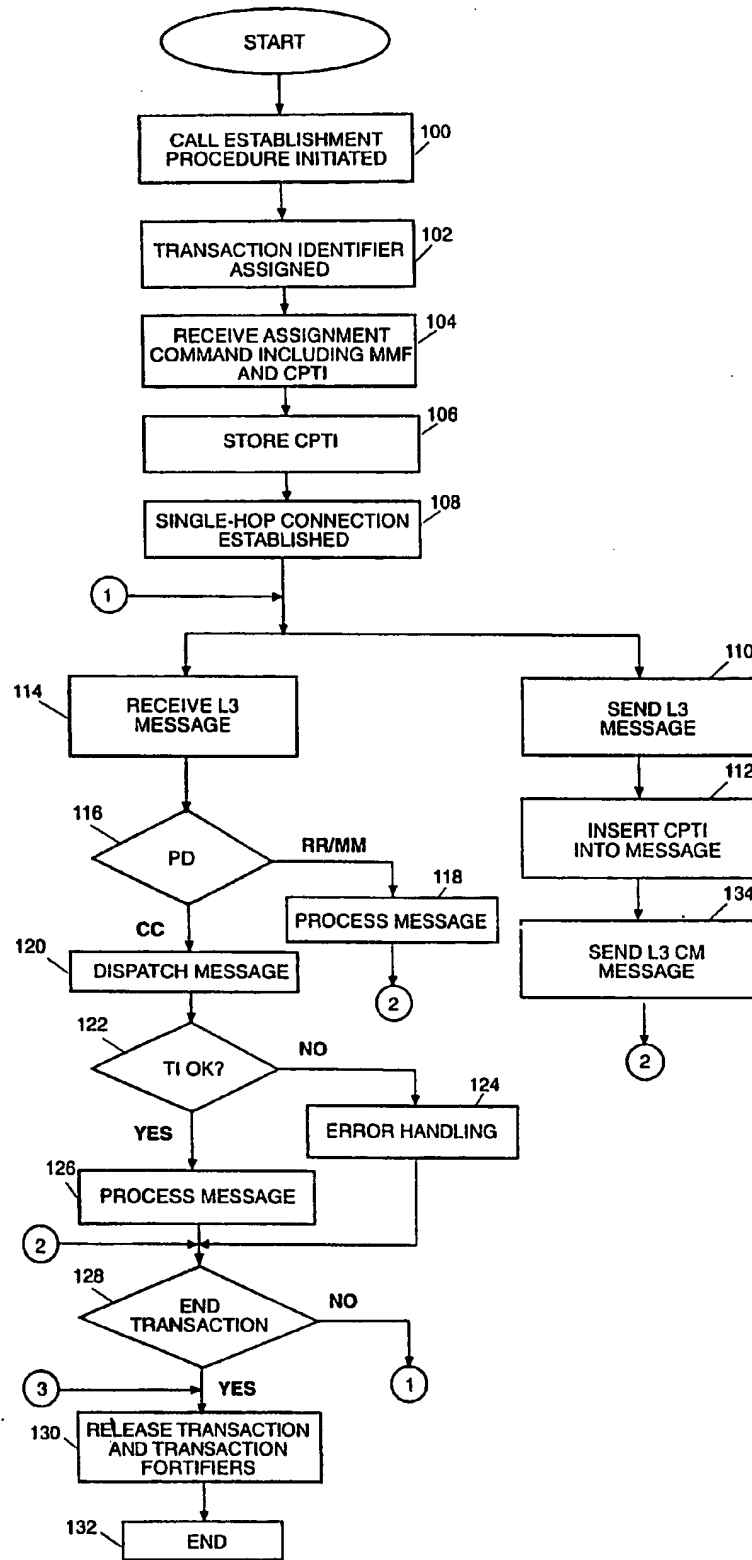 START
CALL ESTABLISHMENT
PROCEDURE INITIATED
100
TRANSACTION IDENTIFIER
ASSIGNED
102
RECEIVE ASSIGNMENT
COMMAND INCLUDING MMF
AND CPTI
104
STORE CPTI
106
SINGLE-HOP CONNECTION
ESTABLISHED
108
1
114
RECEIVE L3
MESSAGE
110
SEND L3
MESSAGE
116
PD
RR/MM
CC
118
PROCESS MESSAGE
2
112
INSERT CPTI
INTO MESSAGE
134
SEND L3 CM
MESSAGE
2
120
DISPATCH MESSAGE
122
TI OK?
NO
YES
124
ERROR HANDLING
126
PROCESS MESSAGE
2
128
END
TRANSACTION
NO
1
3
YES
130
RELEASE TRANSACTION
AND TRANSACTION
FORTIFIERS
132
END